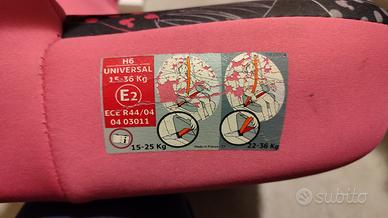 H6
UNIVERSAL
15-36 Kg
E2
ECE R44/04
04 03011
i
15-25 Kg
Made in France
22-36 Kg
subito